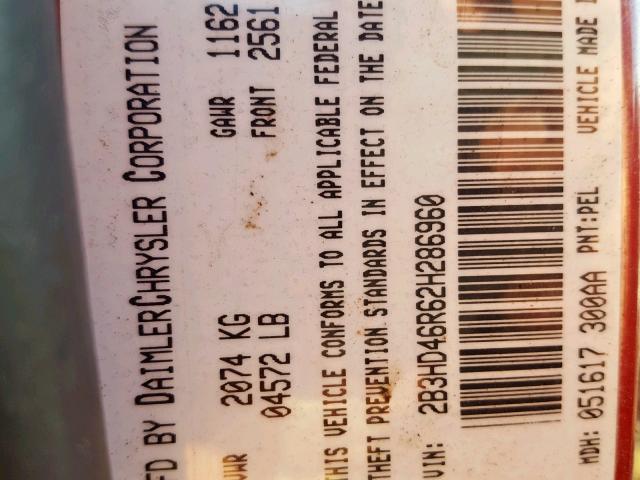 FD BY DAIMLERCHRYSLER CORPORATION
VWR 2074 KG GAWR 1162
04572 LB FRONT 2561
THIS VEHICLE CONFORMS TO ALL APPLICABLE FEDERAL
THEFT PREVENTION STANDARDS IN EFFECT ON THE DATE
VIN: 2B3HD46R62H286960
MDH: 051617 300AA PNT:PEL VEHICLE MADE I